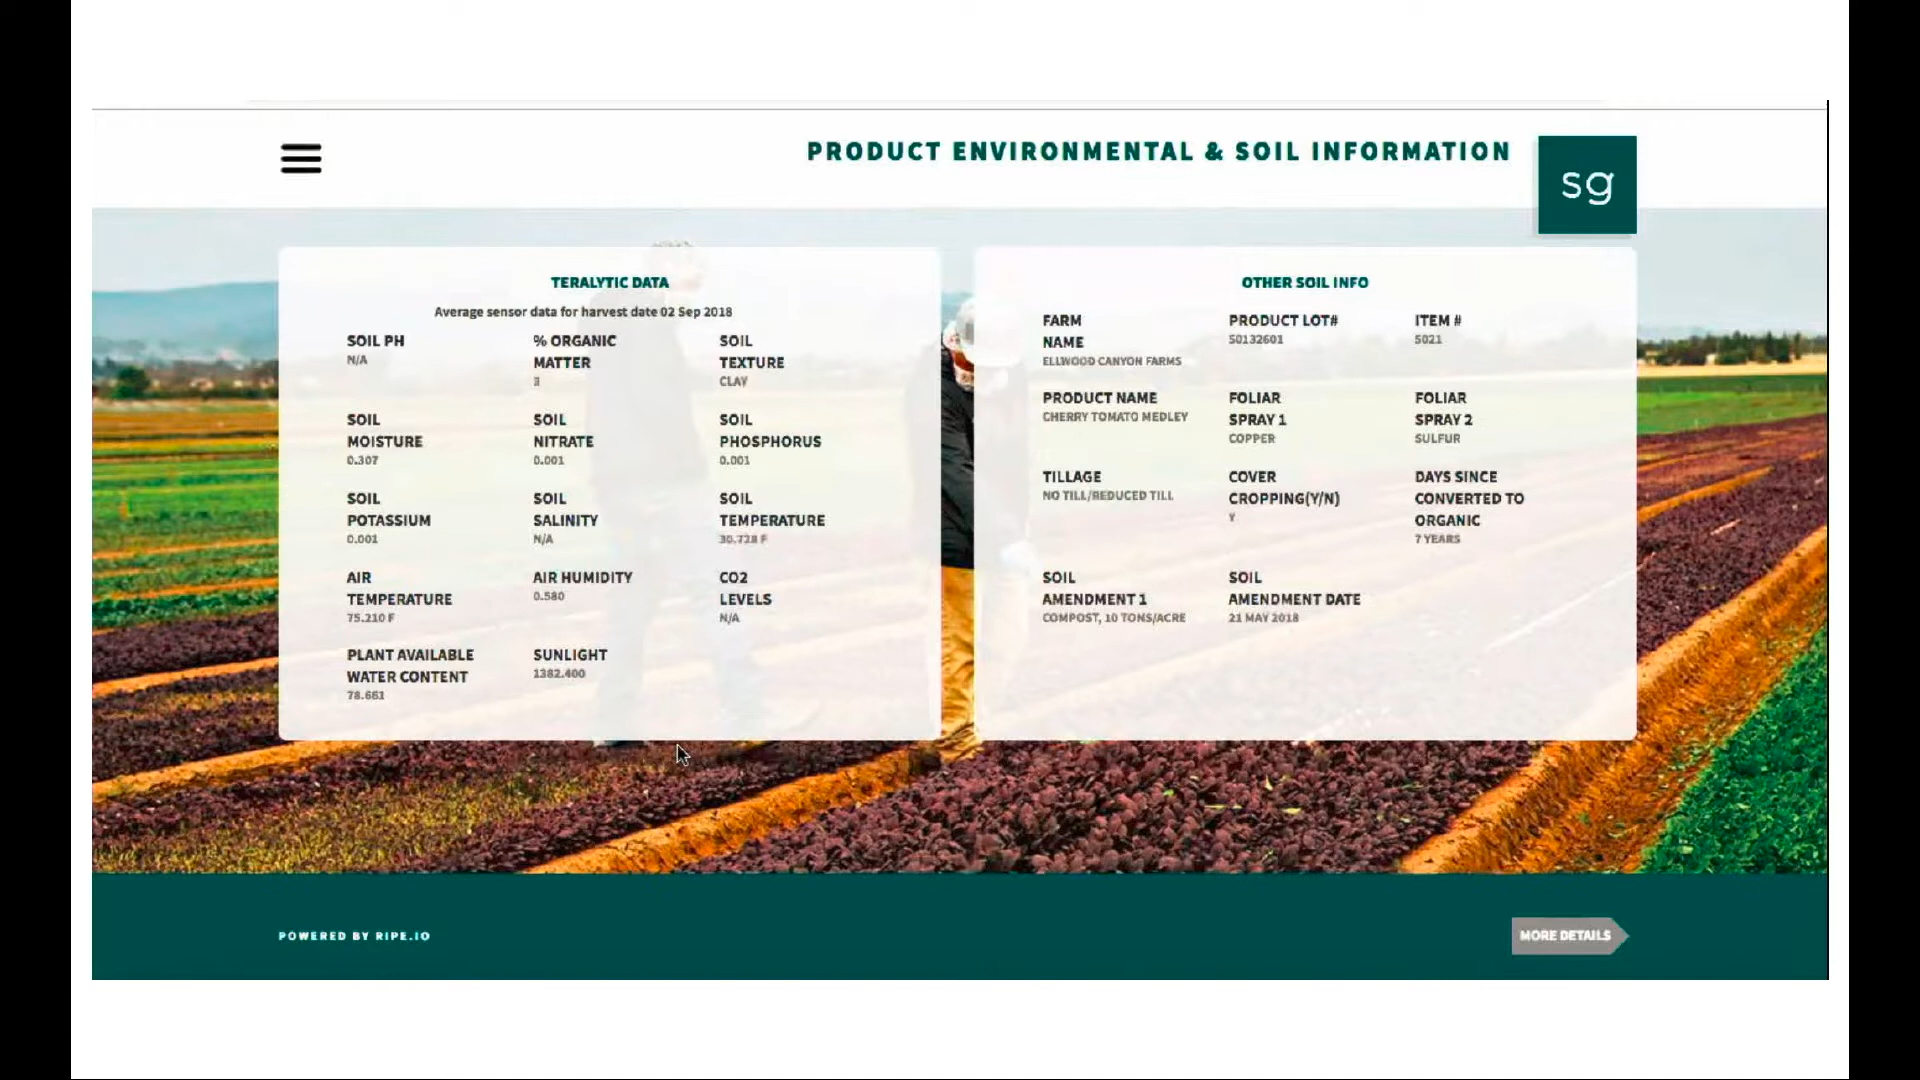 PRODUCT ENVIRONMENTAL & SOIL INFORMATION
sg
TERALYTIC DATA
Average sensor data for harvest date 02 Sep 2018
SOIL PH
N/A
% ORGANIC
MATTER
3
SOIL
TEXTURE
CLAY
SOIL
MOISTURE
0.307
SOIL
NITRATE
0.001
SOIL
PHOSPHORUS
0.001
SOIL
POTASSIUM
0.001
SOIL
SALINITY
N/A
SOIL
TEMPERATURE
30.728 F
AIR
TEMPERATURE
75.210 F
AIR HUMIDITY
0.580
CO2
LEVELS
N/A
PLANT AVAILABLE
WATER CONTENT
78.661
SUNLIGHT
1382.400
OTHER SOIL INFO
FARM
NAME
ELLWOOD CANYON FARMS
PRODUCT LOT#
50132601
ITEM #
5021
PRODUCT NAME
CHERRY TOMATO MEDLEY
FOLIAR
SPRAY 1
COPPER
FOLIAR
SPRAY 2
SULFUR
TILLAGE
NO TILL/REDUCED TILL
COVER
CROPPING(Y/N)
Y
DAYS SINCE
CONVERTED TO
ORGANIC
7 YEARS
SOIL
AMENDMENT 1
COMPOST, 10 TONS/ACRE
SOIL
AMENDMENT DATE
21 MAY 2018
POWERED BY RIPE.IO
MORE DETAILS